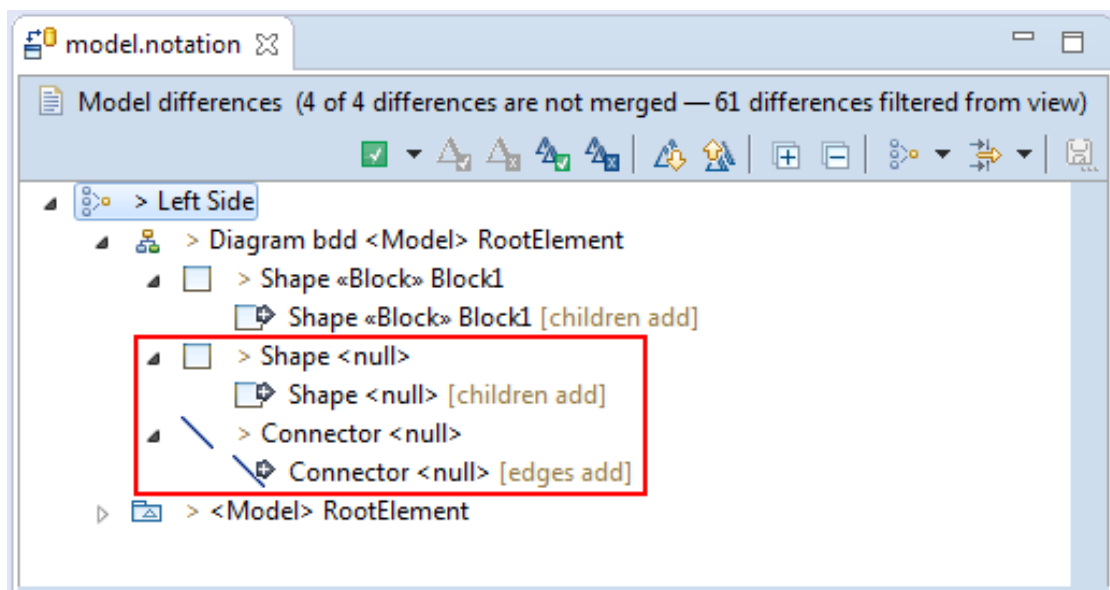 model.notation
Model differences (4 of 4 differences are not merged — 61 differences filtered from view)
> Left Side
> Diagram bdd <Model> RootElement
> Shape «Block» Block1
Shape «Block» Block1 [children add]
> Shape <null>
Shape <null> [children add]
> Connector <null>
Connector <null> [edges add]
> <Model> RootElement